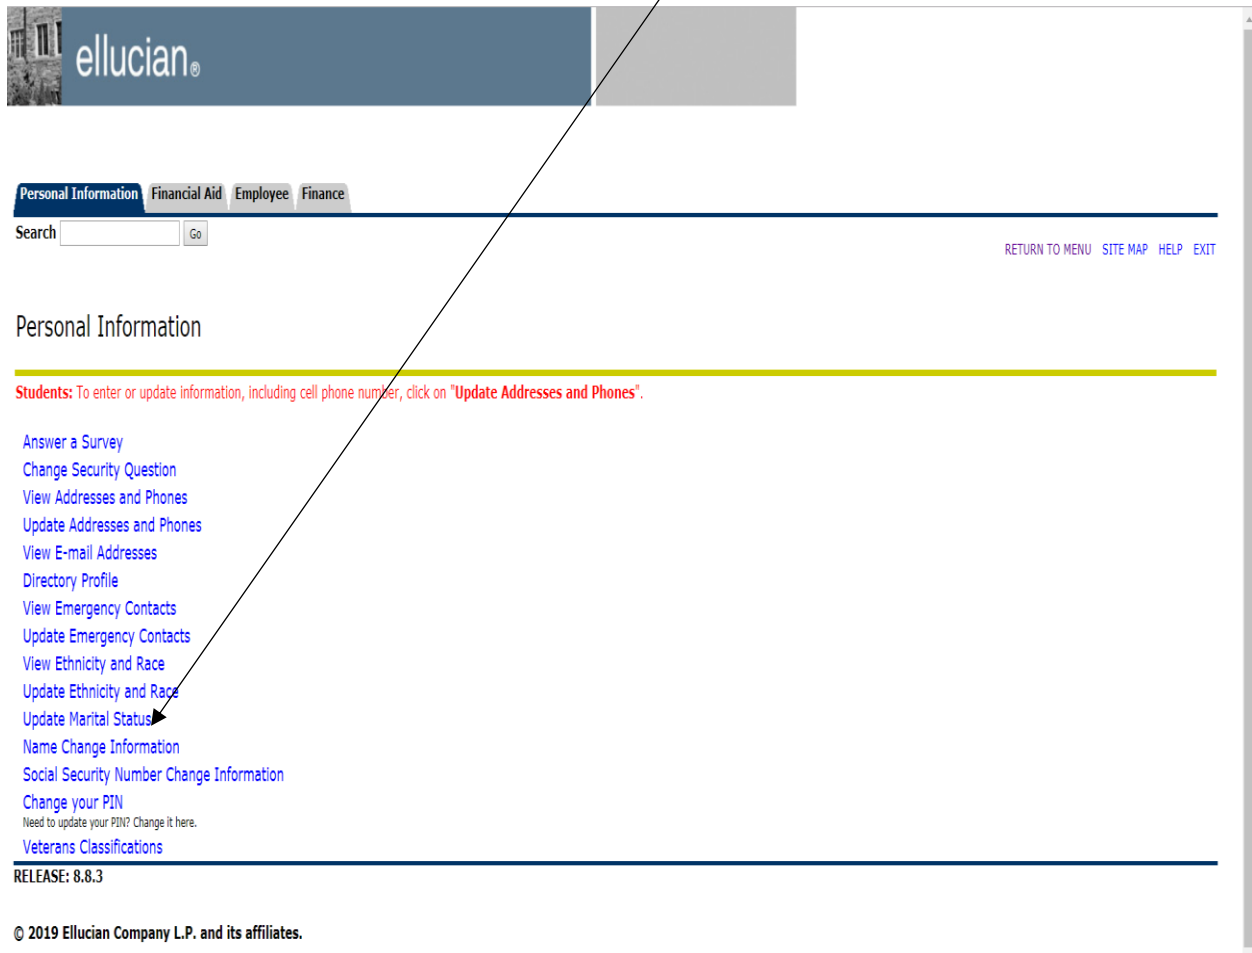 ellucian®
Personal Information Financial Aid Employee Finance
Search Go
RETURN TO MENU SITE MAP HELP EXIT
Personal Information
Students: To enter or update information, including cell phone number, click on "Update Addresses and Phones".
Answer a Survey
Change Security Question
View Addresses and Phones
Update Addresses and Phones
View E-mail Addresses
Directory Profile
View Emergency Contacts
Update Emergency Contacts
View Ethnicity and Race
Update Ethnicity and Race
Update Marital Status
Name Change Information
Social Security Number Change Information
Change your PIN
Need to update your PIN? Change it here.
Veterans Classifications
RELEASE: 8.8.3
© 2019 Ellucian Company L.P. and its affiliates.